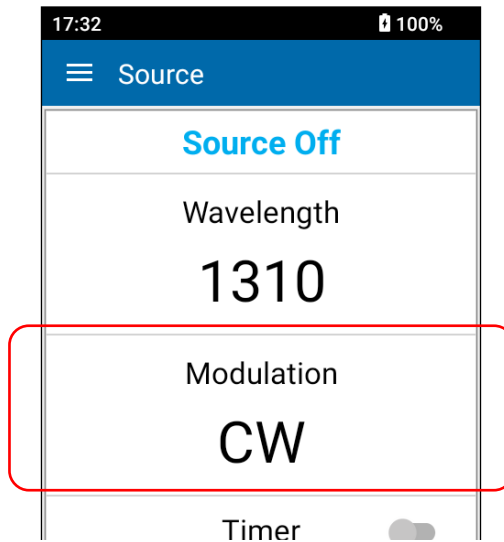 17:32 100%
Source
Source Off
Wavelength
1310
Modulation
CW
Timer